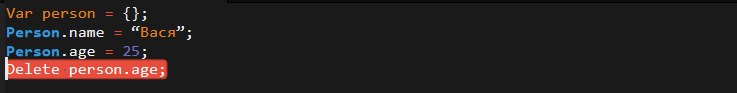 Var person = {};
Person.name = “Вася”;
Person.age = 25;
Delete person.age;